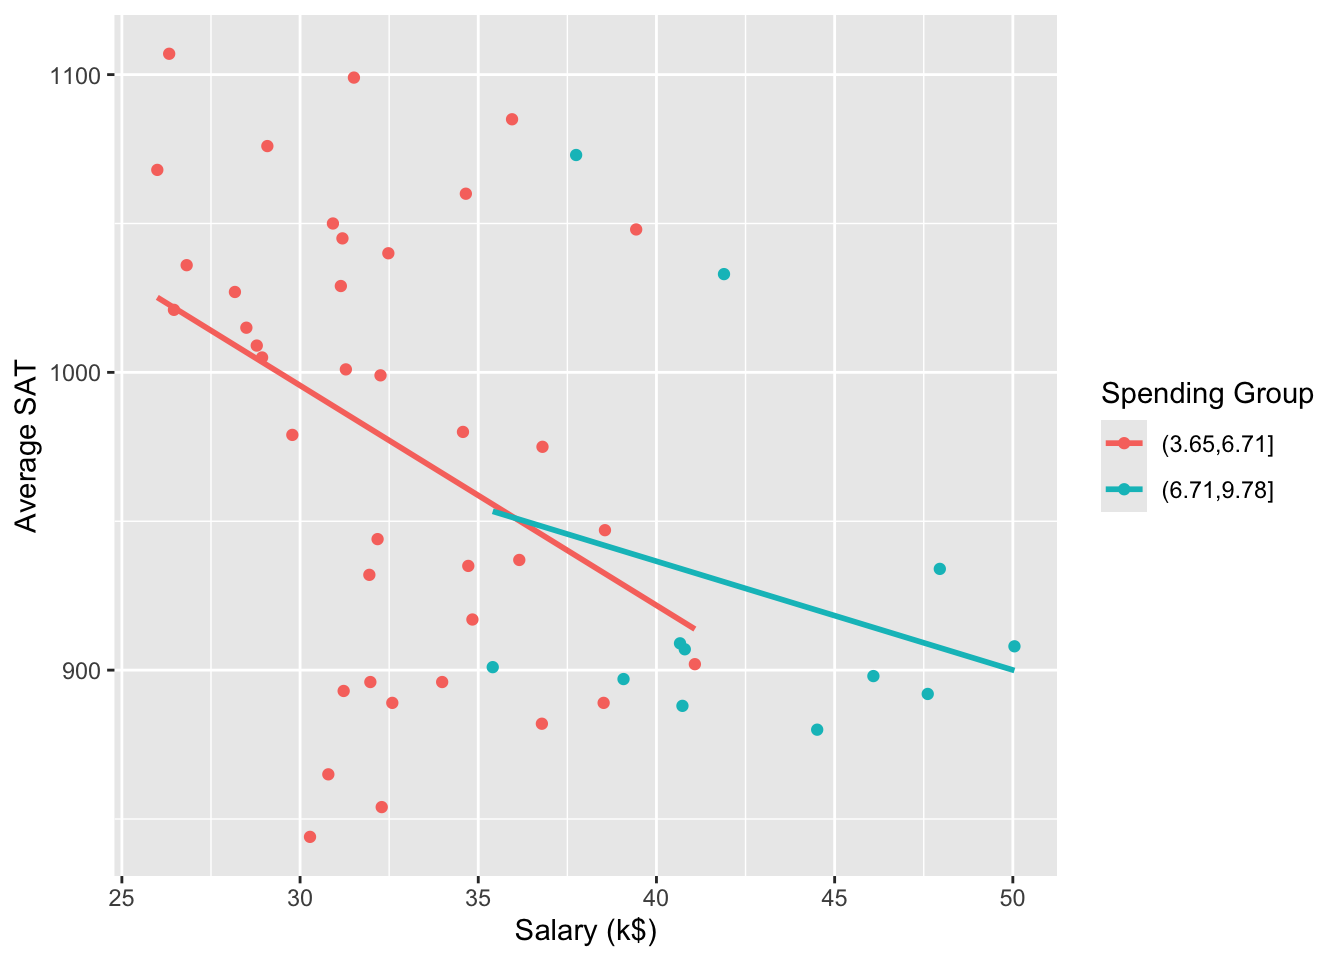 1100
1000
900
Average SAT
25 30 35 40 45 50
Salary (k$)
Spending Group
(3.65,6.71]
(6.71,9.78]